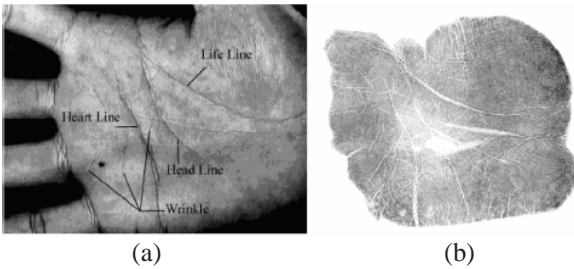 Life Line
Heart Line
Head Line
Wrinkle
(a)
(b)